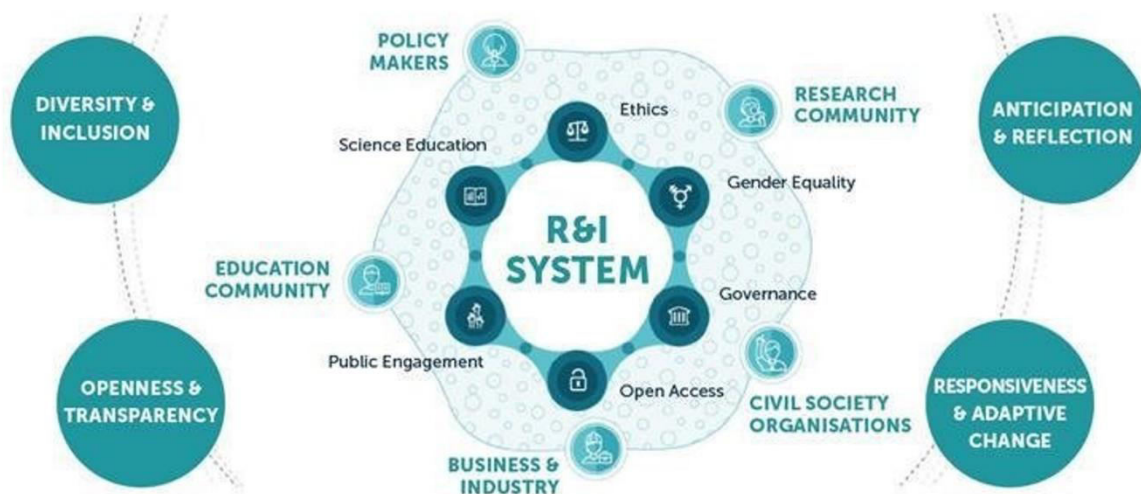 DIVERSITY &
INCLUSION
OPENNESS &
TRANSPARENCY
POLICY
MAKERS
Science Education
EDUCATION
COMMUNITY
Public Engagement
BUSINESS &
INDUSTRY
R&I
SYSTEM
Ethics
RESEARCH
COMMUNITY
Gender Equality
Governance
Open Access
CIVIL SOCIETY
ORGANISATIONS
ANTICIPATION
& REFLECTION
RESPONSIVENESS
& ADAPTIVE
CHANGE